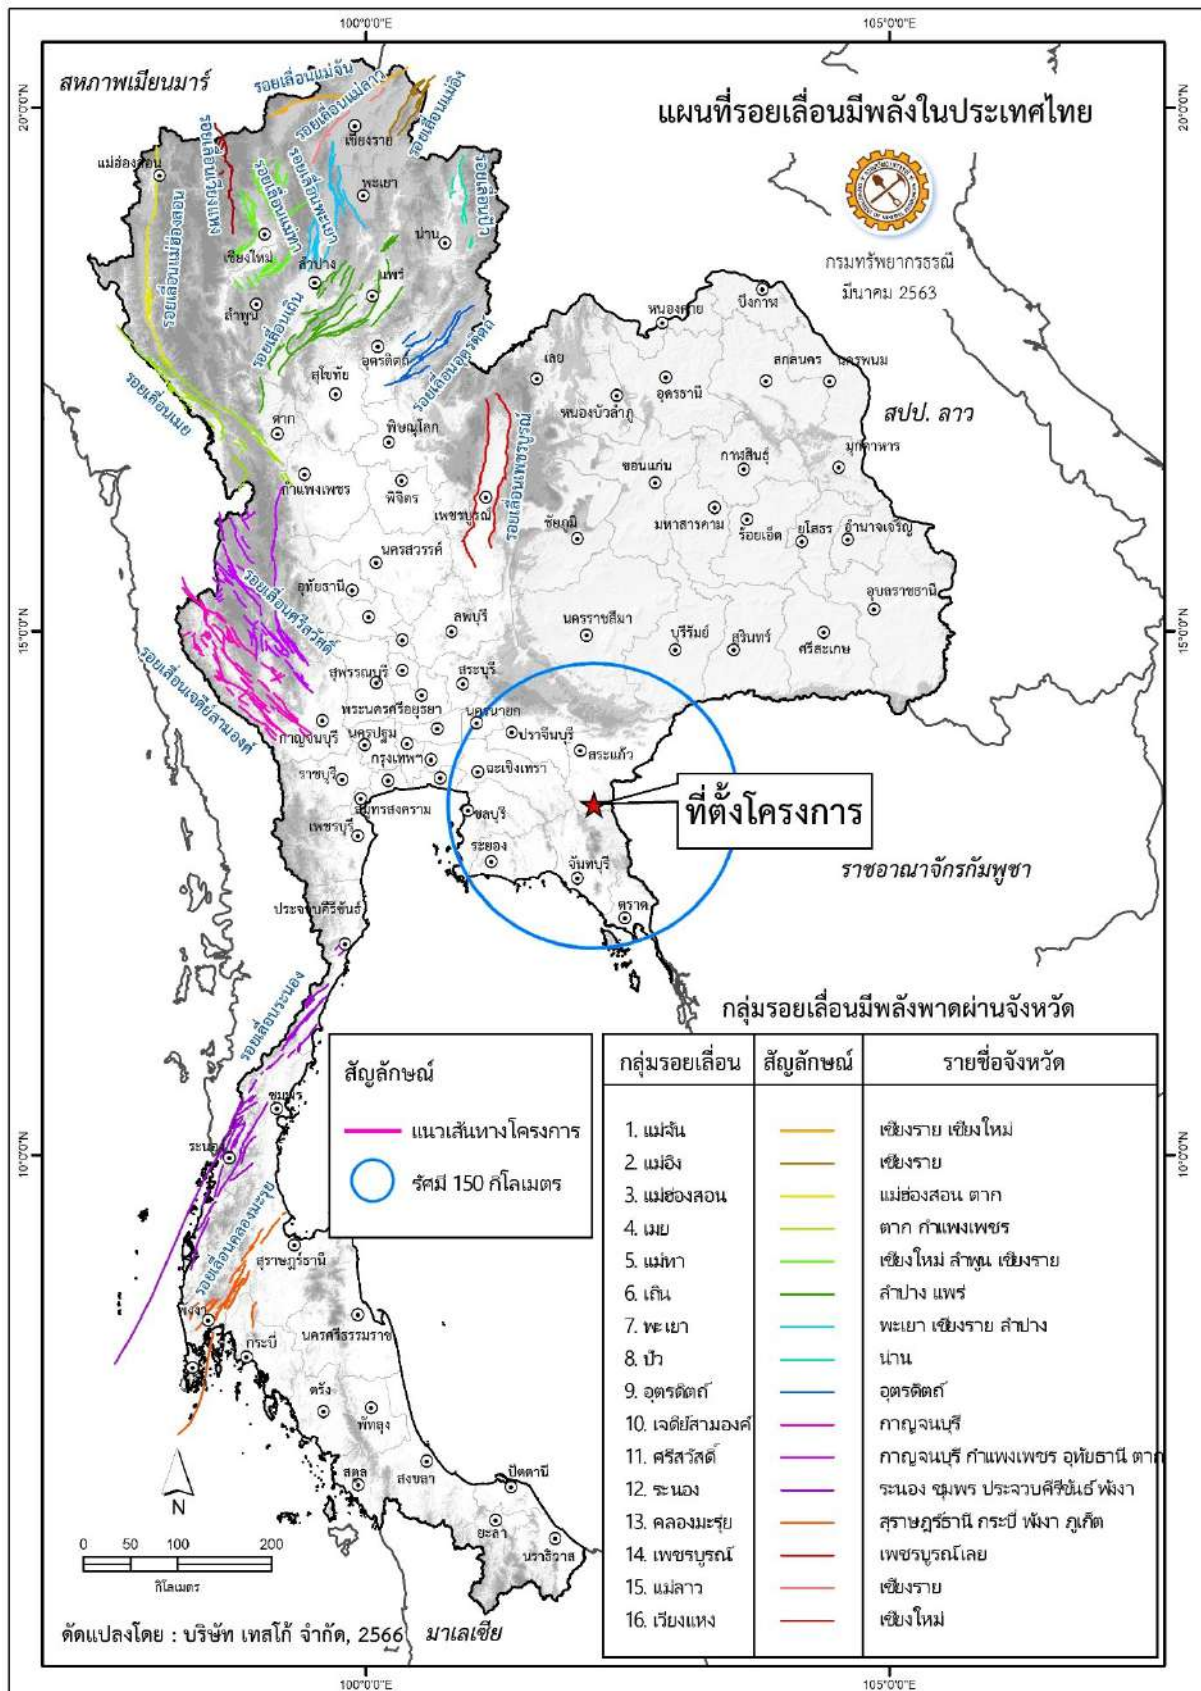 100°0'0"E
105°0'0"E
20°0'0"N
15°0'0"N
10°0'0"N
20°0'0"N
15°0'0"N
10°0'0"N
สหภาพเมียนมาร์
แผนที่รอยเลื่อนมีพลังในประเทศไทย
กรมทรัพยากรธรณี
มีนาคม 2563
รอยเลื่อนแม่จัน
รอยเลื่อนแม่ลาว
รอยเลื่อนแม่อิง
รอยเลื่อนเวียงแหง
รอยเลื่อนแม่ทา
รอยเลื่อนพะเยา
รอยเลื่อนปัว
รอยเลื่อนแม่ฮ่องสอน
รอยเลื่อนเถิน
รอยเลื่อนอุตรดิตถ์
รอยเลื่อนเมย
รอยเลื่อนเพชรบูรณ์
รอยเลื่อนศรีสวัสดิ์
รอยเลื่อนเจดีย์สามองค์
รอยเลื่อนระนอง
รอยเลื่อนคลองมะรุ่ย
เชียงราย
แม่ฮ่องสอน
พะเยา
น่าน
เชียงใหม่
ลำปาง
แพร่
ลำพูน
อุตรดิตถ์
สุโขทัย
ตาก
พิษณุโลก
กำแพงเพชร
พิจิตร
เพชรบูรณ์
เลย
หนองคาย
บึงกาฬ
หนองบัวลำภู
อุดรธานี
สกลนคร
นครพนม
สปป. ลาว
ขอนแก่น
กาฬสินธุ์
มุกดาหาร
ชัยภูมิ
มหาสารคาม
ร้อยเอ็ด
ยโสธร
อำนาจเจริญ
นครสวรรค์
อุทัยธานี
ลพบุรี
นครราชสีมา
บุรีรัมย์
สุรินทร์
ศรีสะเกษ
อุบลราชธานี
สุพรรณบุรี
สระบุรี
พระนครศรีอยุธยา
นครนายก
ปราจีนบุรี
สระแก้ว
กาญจนบุรี
นครปฐม
กรุงเทพฯ
ฉะเชิงเทรา
ราชบุรี
สมุทรสงคราม
ชลบุรี
เพชรบุรี
ระยอง
จันทบุรี
ตราด
ที่ตั้งโครงการ
ราชอาณาจักรกัมพูชา
ประจวบคีรีขันธ์
ชุมพร
ระนอง
สุราษฎร์ธานี
พังงา
กระบี่
นครศรีธรรมราช
ตรัง
พัทลุง
สตูล
สงขลา
ปัตตานี
ยะลา
นราธิวาส
มาเลเซีย
สัญลักษณ์
แนวเส้นทางโครงการ
รัศมี 150 กิโลเมตร
กลุ่มรอยเลื่อนมีพลังพาดผ่านจังหวัด
กลุ่มรอยเลื่อน สัญลักษณ์ รายชื่อจังหวัด
1. แม่จัน เชียงราย เชียงใหม่
2. แม่อิง เชียงราย
3. แม่ฮ่องสอน แม่ฮ่องสอน ตาก
4. เมย ตาก กำแพงเพชร
5. แม่ทา เชียงใหม่ ลำพูน เชียงราย
6. เถิน ลำปาง แพร่
7. พะเยา พะเยา เชียงราย ลำปาง
8. ปัว น่าน
9. อุตรดิตถ์ อุตรดิตถ์
10. เจดีย์สามองค์ กาญจนบุรี
11. ศรีสวัสดิ์ กาญจนบุรี กำแพงเพชร อุทัยธานี ตาก
12. ระนอง ระนอง ชุมพร ประจวบคีรีขันธ์ พังงา
13. คลองมะรุ่ย สุราษฎร์ธานี กระบี่ พังงา ภูเก็ต
14. เพชรบูรณ์ เพชรบูรณ์ เลย
15. แม่ลาว เชียงราย
16. เวียงแหง เชียงใหม่
N
0 50 100 200
กิโลเมตร
ดัดแปลงโดย : บริษัท เทสโก้ จำกัด, 2566
100°0'0"E
105°0'0"E